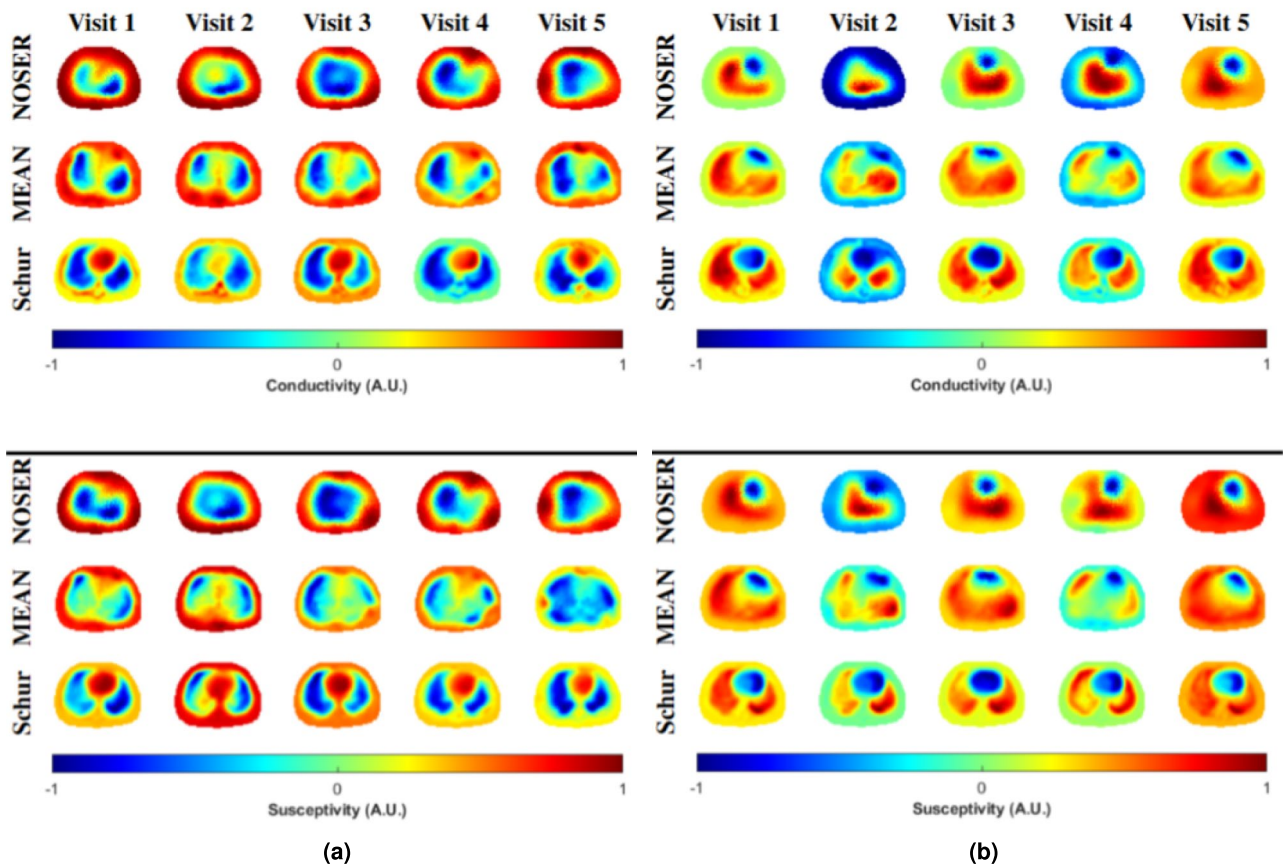 Visit 1 Visit 2 Visit 3 Visit 4 Visit 5
NOSER
MEAN
Schur
-1 0 1
Conductivity (A.U.)
Visit 1 Visit 2 Visit 3 Visit 4 Visit 5
NOSER
MEAN
Schur
-1 0 1
Conductivity (A.U.)
NOSER
MEAN
Schur
-1 0 1
Susceptivity (A.U.)
(a)
NOSER
MEAN
Schur
-1 0 1
Susceptivity (A.U.)
(b)